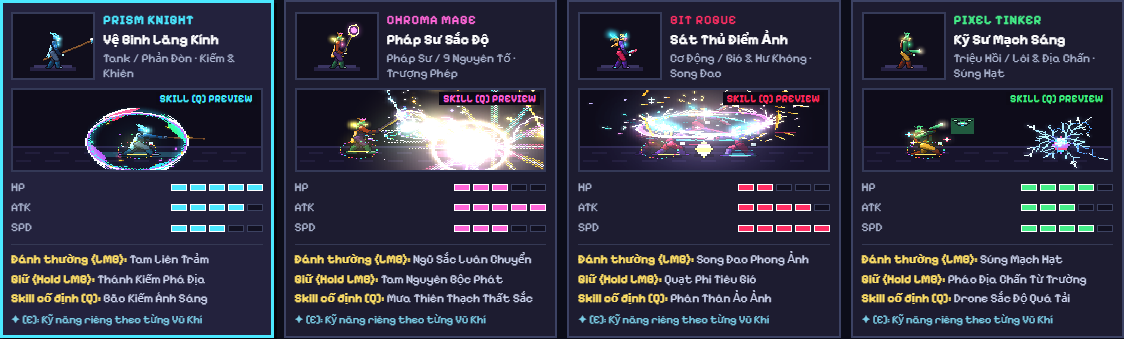 PRISM KNIGHT
Vệ Binh Lăng Kính
Tank / Phản Đòn · Kiếm &
Khiên
SKILL (Q) PREVIEW
HP
ATK
SPD
Đánh thường (LMB): Tam Liên Trảm
Giữ (Hold LMB): Thánh Kiếm Phá Địa
Skill cố định (Q): Bão Kiếm Ánh Sáng
✦ (E): Kỹ năng riêng theo từng Vũ Khí
CHROMA MAGE
Pháp Sư Sắc Độ
Pháp Sư / 9 Nguyên Tố ·
Trượng Phép
SKILL (Q) PREVIEW
HP
ATK
SPD
Đánh thường (LMB): Ngũ Sắc Luân Chuyển
Giữ (Hold LMB): Tam Nguyên Bộc Phát
Skill cố định (Q): Mưa Thiên Thạch Thất Sắc
✦ (E): Kỹ năng riêng theo từng Vũ Khí
BIT ROGUE
Sát Thủ Điểm Ảnh
Cơ Động / Gió & Hư Không ·
Song Đao
SKILL (Q) PREVIEW
HP
ATK
SPD
Đánh thường (LMB): Song Đao Phong Ảnh
Giữ (Hold LMB): Quạt Phi Tiêu Gió
Skill cố định (Q): Phân Thân Ảo Ảnh
✦ (E): Kỹ năng riêng theo từng Vũ Khí
PIXEL TINKER
Kỹ Sư Mạch Sáng
Triệu Hồi / Lôi & Địa Chấn ·
Súng Hạt
SKILL (Q) PREVIEW
HP
ATK
SPD
Đánh thường (LMB): Súng Mạch Hạt
Giữ (Hold LMB): Pháo Địa Chấn Từ Trường
Skill cố định (Q): Drone Sắc Độ Quá Tải
✦ (E): Kỹ năng riêng theo từng Vũ Khí